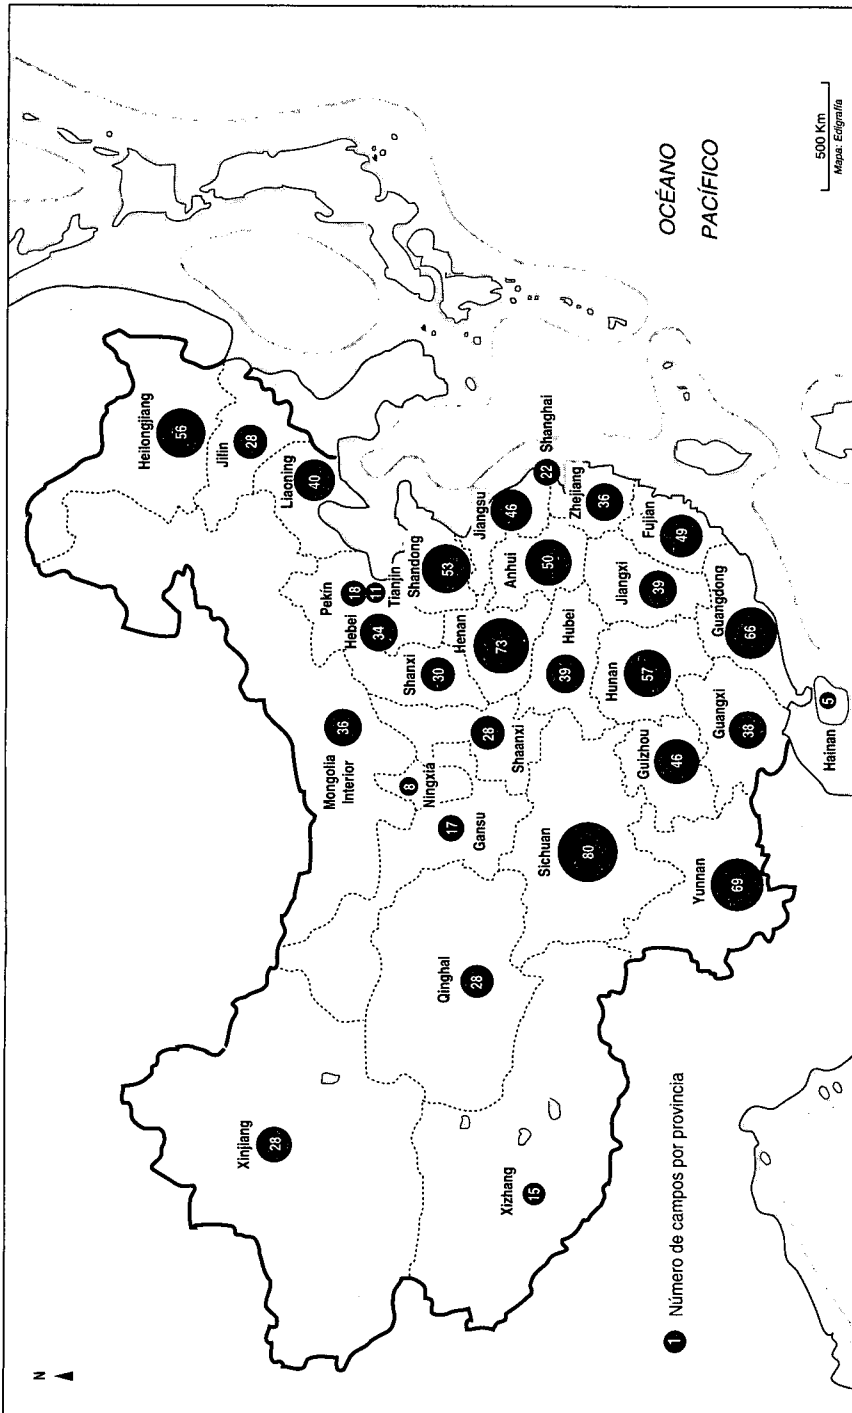 N
Heilongjiang
56
Jilin
28
Liaoning
40
Pekín
18
11
Tianjin
Hebei
34
Shandong
53
Shanxi
30
Mongolia
Interior
36
Ningxia
8
Gansu
17
Shaanxi
28
Henan
73
Jiangsu
46
Shanghai
22
Anhui
50
Zhejiang
36
Hubei
39
Jiangxi
39
Fujian
49
Hunan
57
Guangdong
66
Guangxi
38
Guizhou
46
Hainan
5
Sichuan
80
Yunnan
69
Qinghai
28
Xinjiang
28
Xizhang
15
1 Número de campos por provincia
OCÉANO
PACÍFICO
500 Km
Mapa: Edigrafía